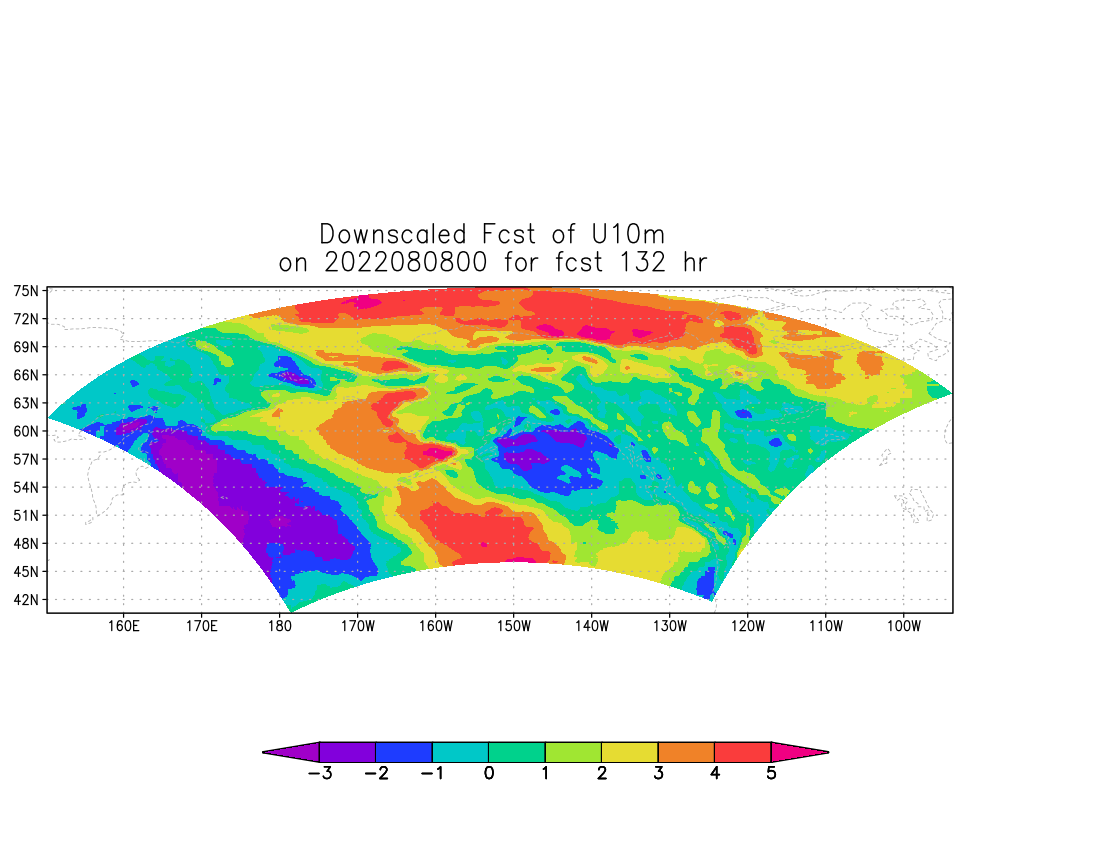 Downscaled Fcst of U10m
on 2022080800 for fcst 132 hr
75N
72N
69N
66N
63N
60N
57N
54N
51N
48N
45N
42N
160E 170E 180 170W 160W 150W 140W 130W 120W 110W 100W
-3 -2 -1 0 1 2 3 4 5